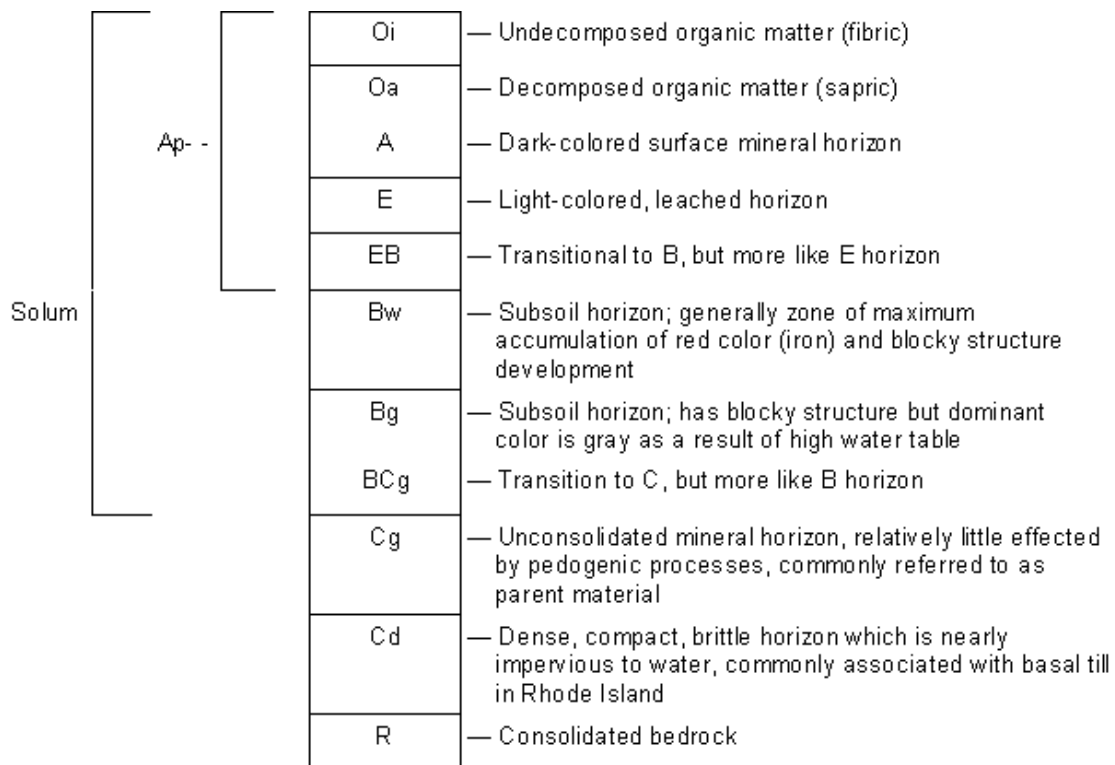 Oi — Undecomposed organic matter (fibric)
Oa — Decomposed organic matter (sapric)
Ap- - A — Dark-colored surface mineral horizon
E — Light-colored, leached horizon
EB — Transitional to B, but more like E horizon
Solum Bw — Subsoil horizon; generally zone of maximum
accumulation of red color (iron) and blocky structure
development
Bg — Subsoil horizon; has blocky structure but dominant
color is gray as a result of high water table
BCg — Transition to C, but more like B horizon
Cg — Unconsolidated mineral horizon, relatively little effected
by pedogenic processes, commonly referred to as
parent material
Cd — Dense, compact, brittle horizon which is nearly
impervious to water, commonly associated with basal till
in Rhode Island
R — Consolidated bedrock